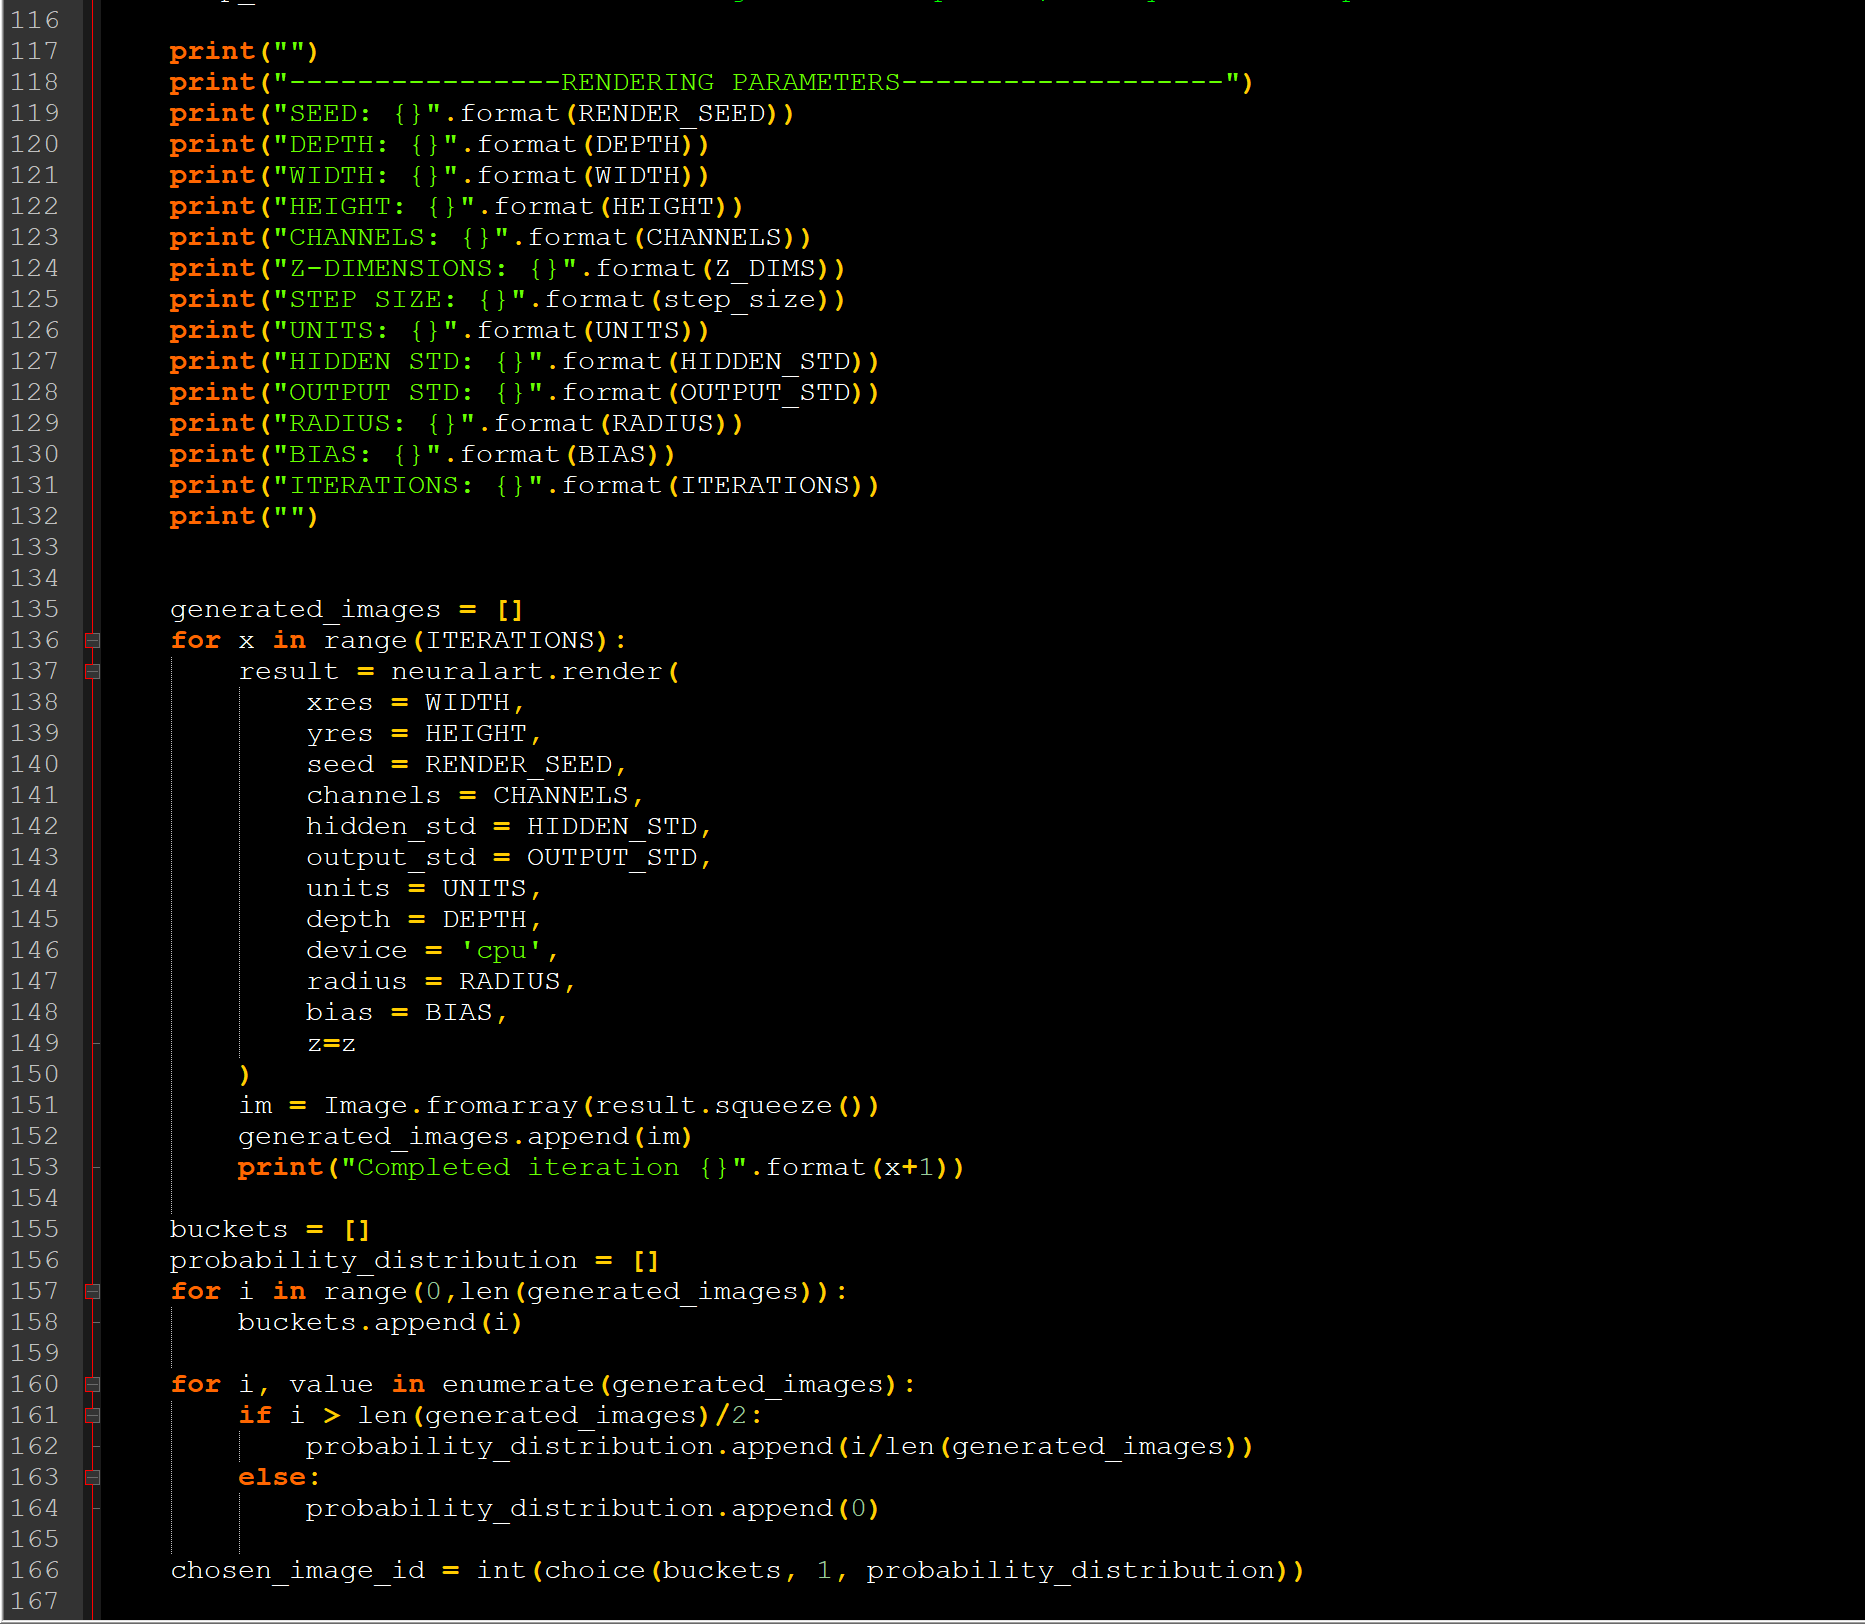 116
117     print("")
118     print("----------------RENDERING PARAMETERS-------------------")
119     print("SEED: {}".format(RENDER_SEED))
120     print("DEPTH: {}".format(DEPTH))
121     print("WIDTH: {}".format(WIDTH))
122     print("HEIGHT: {}".format(HEIGHT))
123     print("CHANNELS: {}".format(CHANNELS))
124     print("Z-DIMENSIONS: {}".format(Z_DIMS))
125     print("STEP SIZE: {}".format(step_size))
126     print("UNITS: {}".format(UNITS))
127     print("HIDDEN STD: {}".format(HIDDEN_STD))
128     print("OUTPUT STD: {}".format(OUTPUT_STD))
129     print("RADIUS: {}".format(RADIUS))
130     print("BIAS: {}".format(BIAS))
131     print("ITERATIONS: {}".format(ITERATIONS))
132     print("")
133
134
135     generated_images = []
136     for x in range(ITERATIONS):
137         result = neuralart.render(
138             xres = WIDTH,
139             yres = HEIGHT,
140             seed = RENDER_SEED,
141             channels = CHANNELS,
142             hidden_std = HIDDEN_STD,
143             output_std = OUTPUT_STD,
144             units = UNITS,
145             depth = DEPTH,
146             device = 'cpu',
147             radius = RADIUS,
148             bias = BIAS,
149             z=z
150         )
151         im = Image.fromarray(result.squeeze())
152         generated_images.append(im)
153         print("Completed iteration {}".format(x+1))
154
155     buckets = []
156     probability_distribution = []
157     for i in range(0,len(generated_images)):
158         buckets.append(i)
159
160     for i, value in enumerate(generated_images):
161         if i > len(generated_images)/2:
162             probability_distribution.append(i/len(generated_images))
163         else:
164             probability_distribution.append(0)
165
166     chosen_image_id = int(choice(buckets, 1, probability_distribution))
167